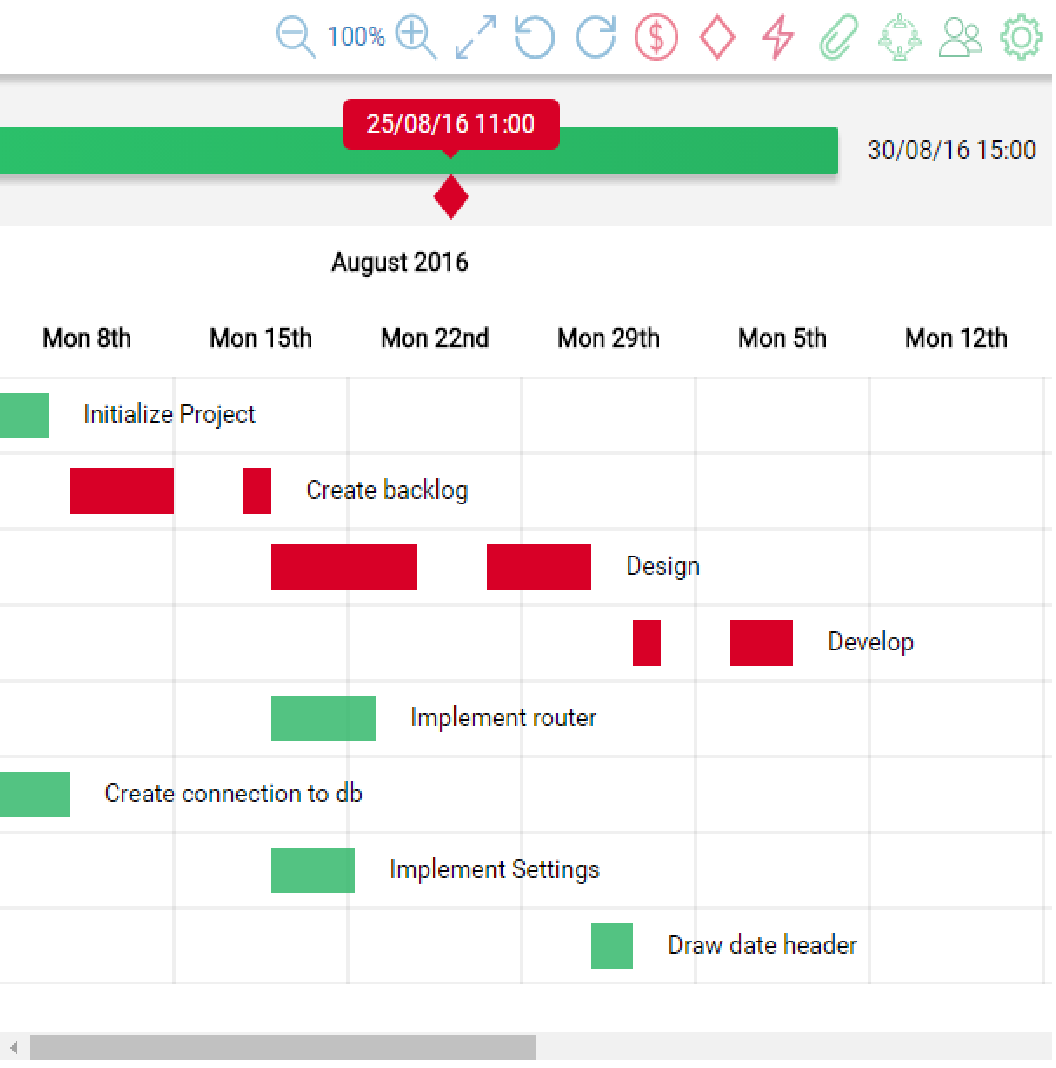 100%
25/08/16 11:00
30/08/16 15:00
August 2016
Mon 8th Mon 15th Mon 22nd Mon 29th Mon 5th Mon 12th
Initialize Project
Create backlog
Design
Develop
Implement router
Create connection to db
Implement Settings
Draw date header